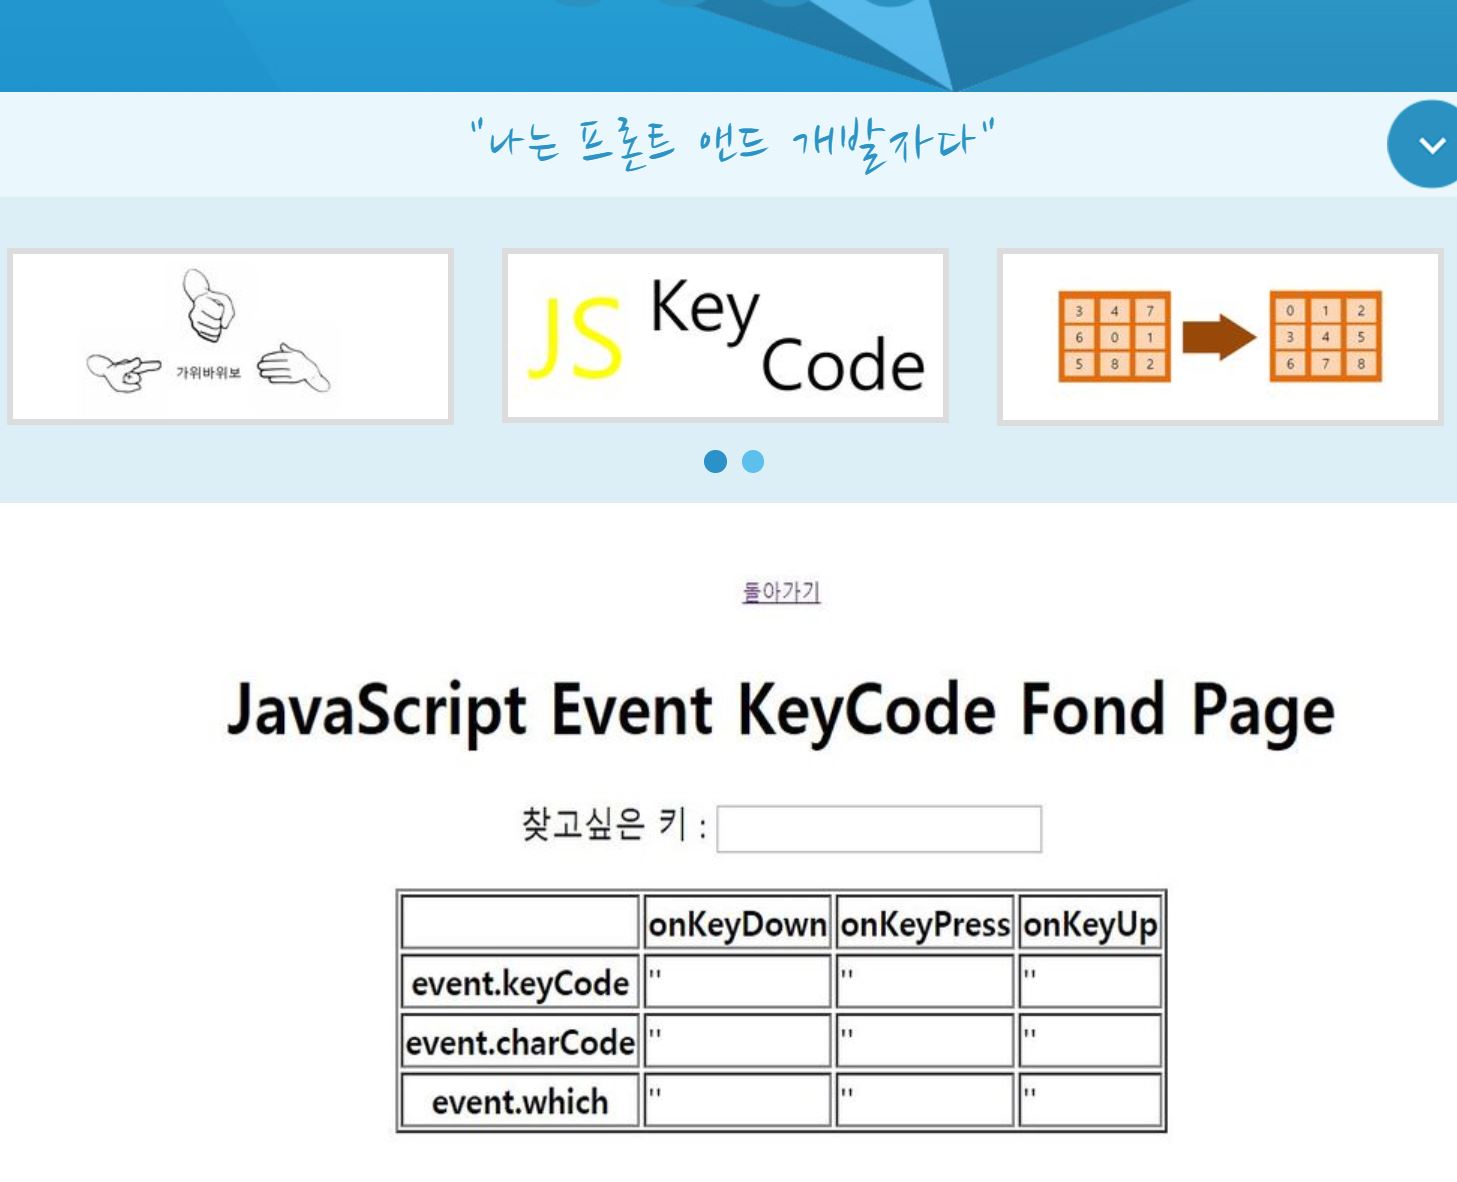 "나는 프론트 앤드 개발자다"
가위바위보
JS Key
Code
3 4 7
6 0 1
5 8 2
0 1 2
3 4 5
6 7 8
돌아가기
JavaScript Event KeyCode Fond Page
찾고싶은 키 :
onKeyDown onKeyPress onKeyUp
event.keyCode '' '' ''
event.charCode '' '' ''
event.which '' '' ''